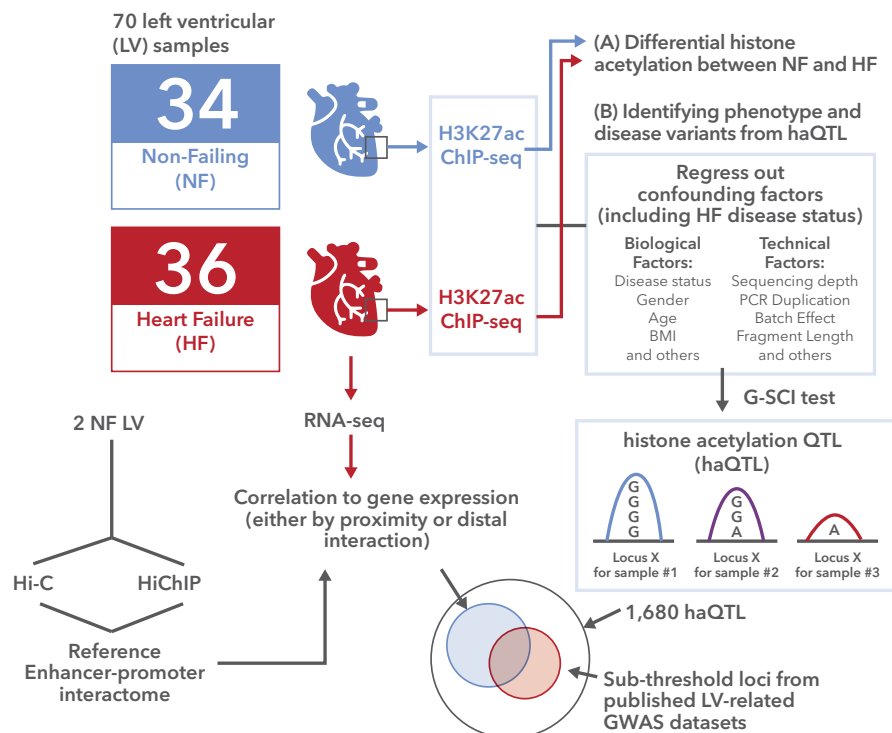 70 left ventricular
(LV) samples
34
Non-Failing
(NF)
36
Heart Failure
(HF)
H3K27ac
ChIP-seq
H3K27ac
ChIP-seq
(A) Differential histone
acetylation between NF and HF
(B) Identifying phenotype and
disease variants from haQTL
Regress out
confounding factors
(including HF disease status)
Biological
Factors:
Disease status
Gender
Age
BMI
and others
Technical
Factors:
Sequencing depth
PCR Duplication
Batch Effect
Fragment Length
and others
G-SCI test
histone acetylation QTL
(haQTL)
G
G
G
G
Locus X
for sample #1
G
G
A
Locus X
for sample #2
A
Locus X
for sample #3
RNA-seq
2 NF LV
Correlation to gene expression
(either by proximity or distal
interaction)
Hi-C
HiChIP
Reference
Enhancer-promoter
interactome
1,680 haQTL
Sub-threshold loci from
published LV-related
GWAS datasets